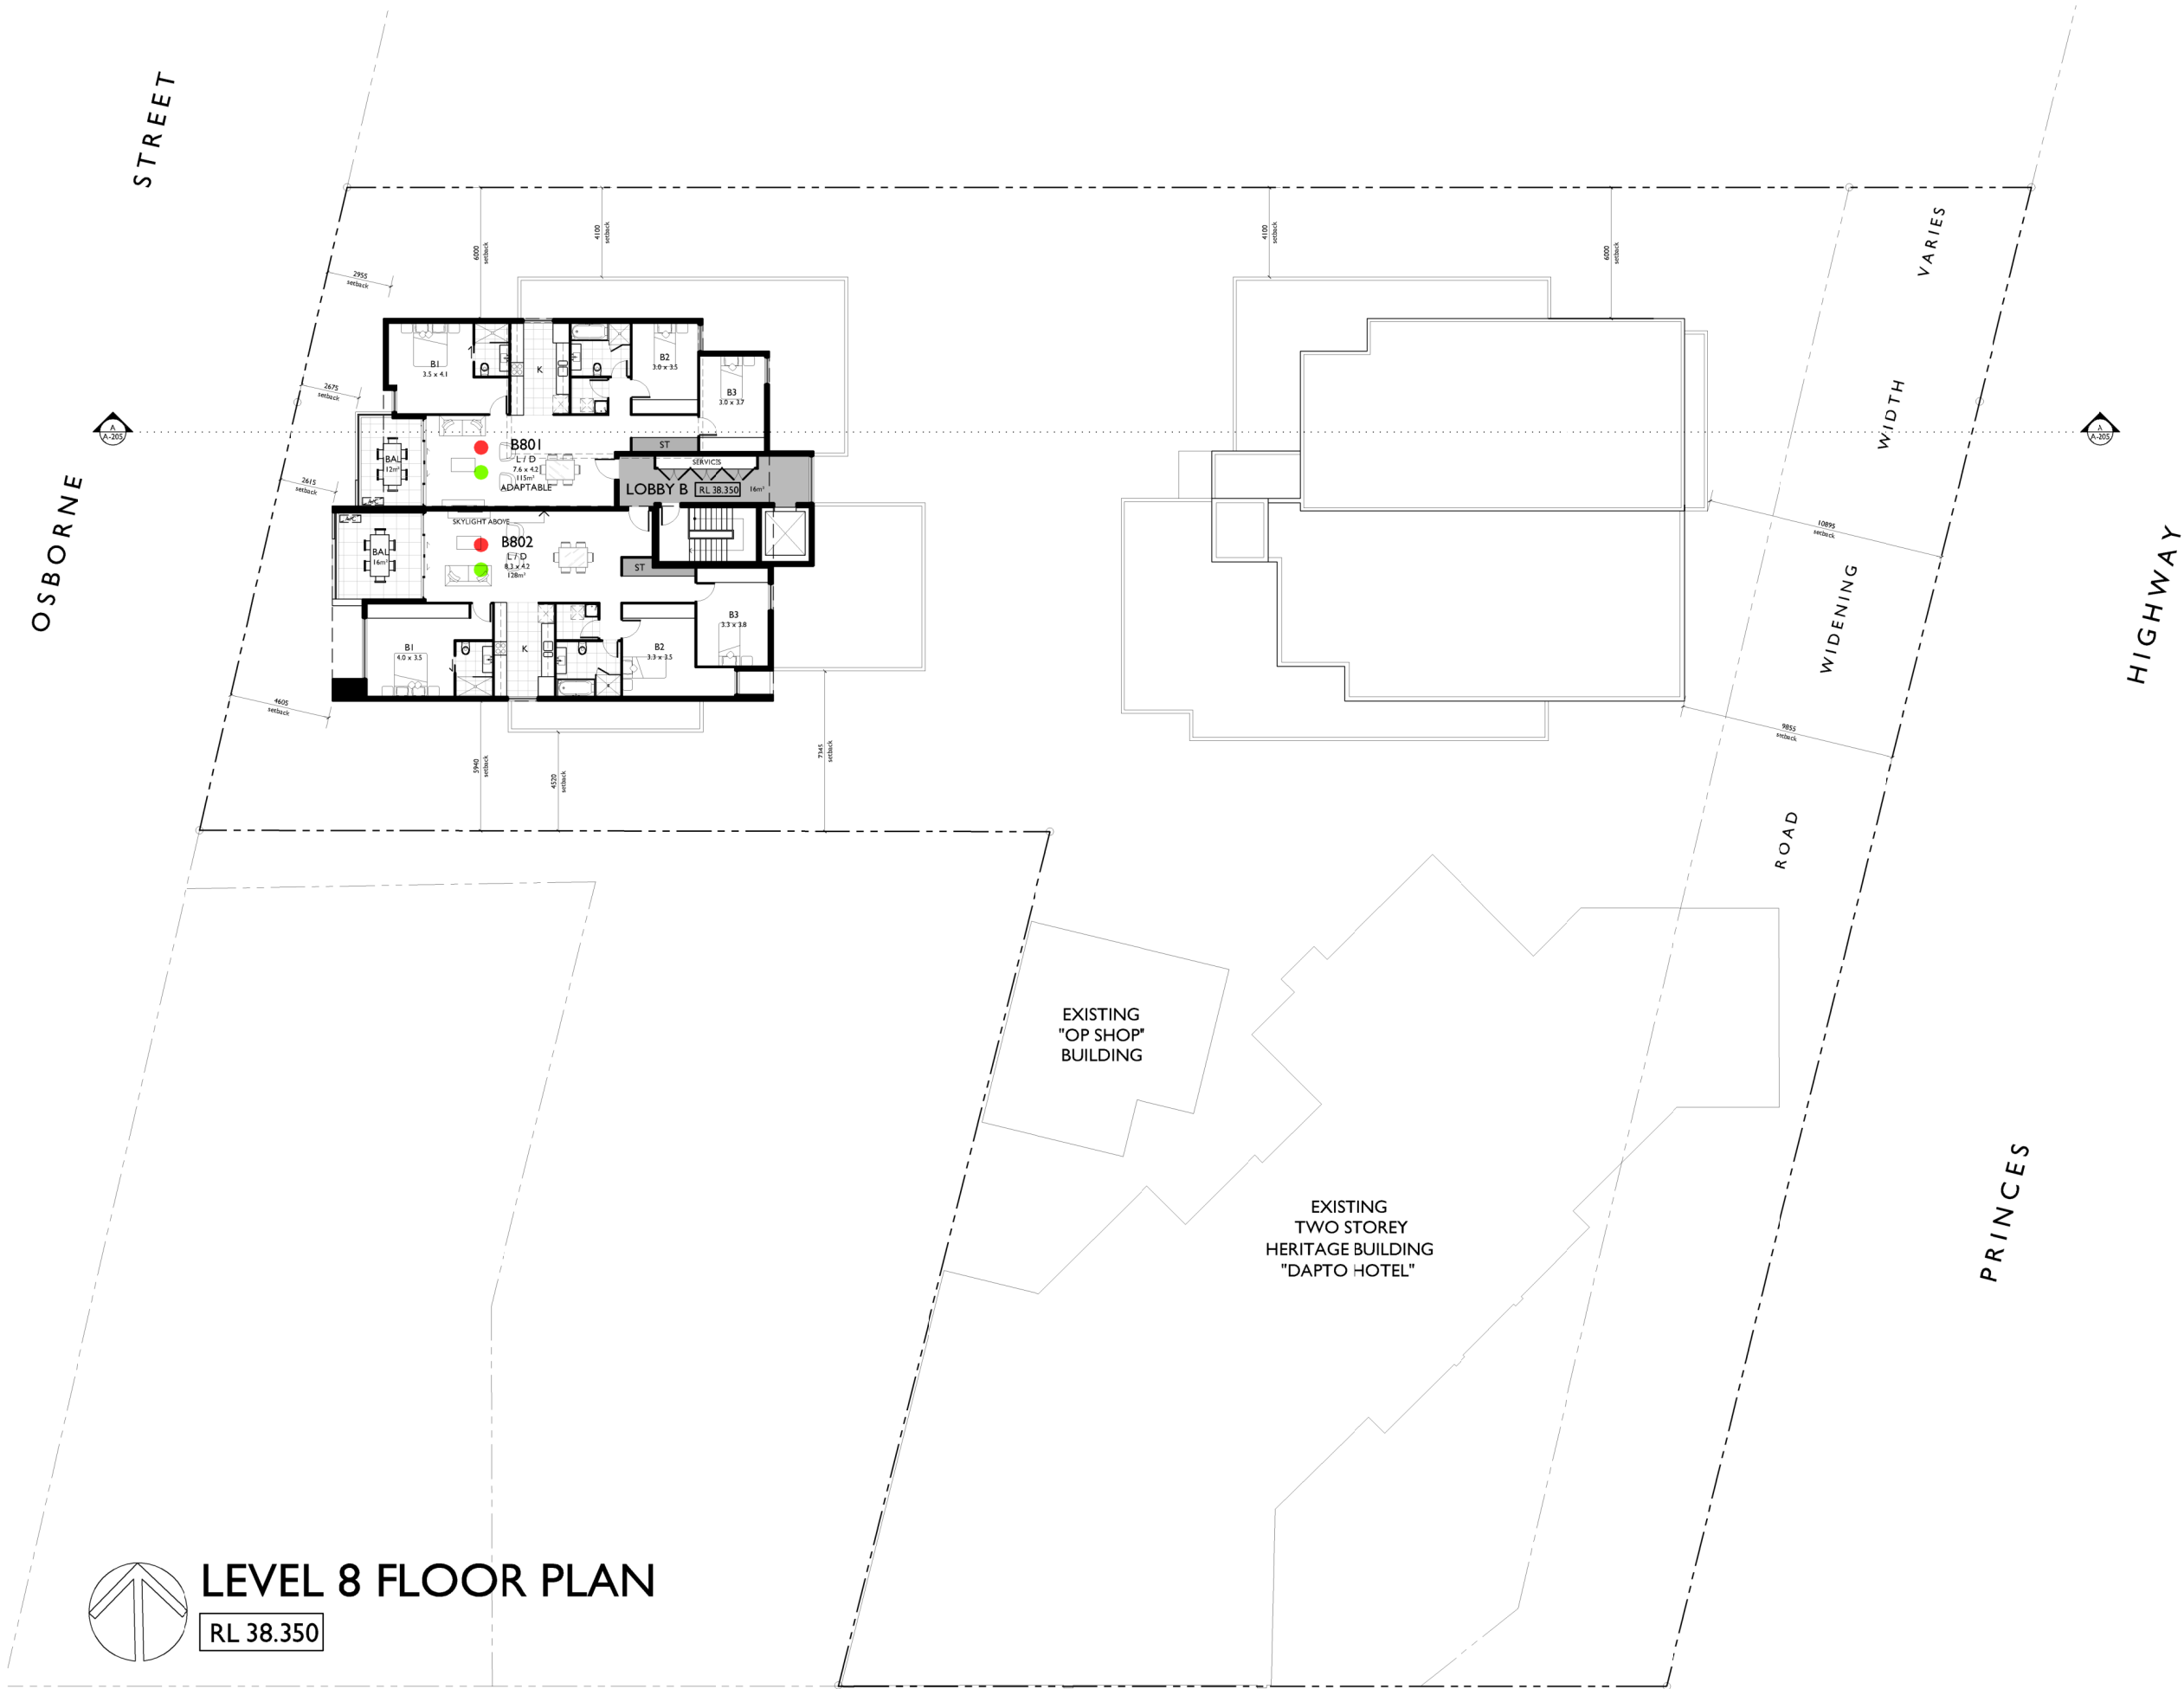 STREET
OSBORNE
VARIES
WIDTH
WIDENING
ROAD
HIGHWAY
PRINCES
6000
setback
4100
setback
4100
setback
6000
setback
2955
setback
2675
setback
2615
setback
4605
setback
A
A-205
A
A-205
B1
3.5 x 4.1
K
B2
3.0 x 3.5
B3
3.0 x 3.7
BAL
12m²
B801
L / D
7.6 x 4.2
115m²
ADAPTABLE
ST
SERVICES
LOBBY B
RL 38.350
16m²
SKYLIGHT ABOVE
BAL
16m²
B802
L / D
8.3 x 4.2
128m²
ST
B1
4.0 x 3.5
K
B2
3.3 x 3.5
B3
3.3 x 3.8
5940
setback
4520
setback
7345
setback
10895
setback
9855
setback
EXISTING
"OP SHOP"
BUILDING
EXISTING
TWO STOREY
HERITAGE BUILDING
"DAPTO HOTEL"
LEVEL 8 FLOOR PLAN
RL 38.350